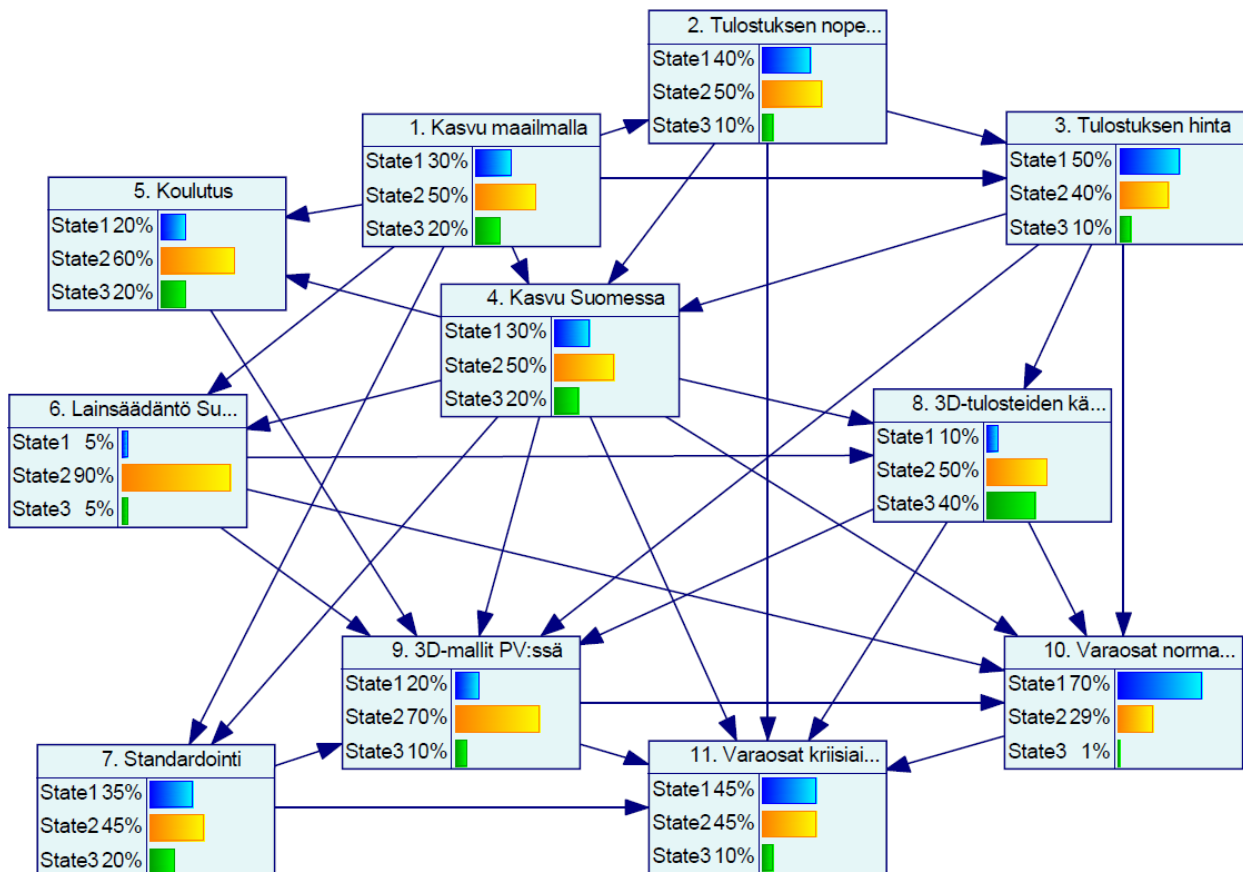 2. Tulostuksen nope...
State1 40%
State2 50%
State3 10%
1. Kasvu maailmalla
State1 30%
State2 50%
State3 20%
3. Tulostuksen hinta
State1 50%
State2 40%
State3 10%
5. Koulutus
State1 20%
State2 60%
State3 20%
4. Kasvu Suomessa
State1 30%
State2 50%
State3 20%
6. Lainsäädäntö Su...
State1 5%
State2 90%
State3 5%
8. 3D-tulosteiden kä...
State1 10%
State2 50%
State3 40%
9. 3D-mallit PV:ssä
State1 20%
State2 70%
State3 10%
10. Varaosat norma...
State1 70%
State2 29%
State3 1%
7. Standardointi
State1 35%
State2 45%
State3 20%
11. Varaosat kriisiai...
State1 45%
State2 45%
State3 10%